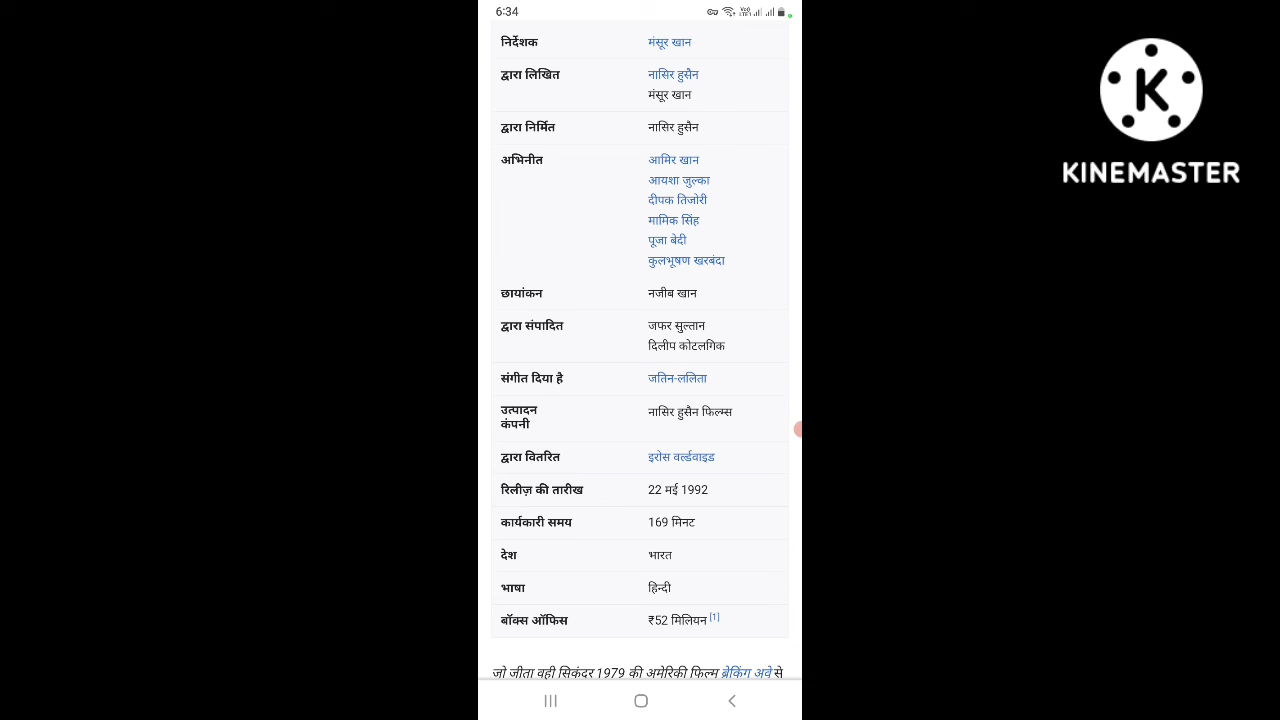 6:34
निर्देशक मंसूर खान
द्वारा लिखित नासिर हुसैन
मंसूर खान
द्वारा निर्मित नासिर हुसैन
अभिनीत आमिर खान
आयशा जुल्का
दीपक तिजोरी
मामिक सिंह
पूजा बेदी
कुलभूषण खरबंदा
छायांकन नजीब खान
द्वारा संपादित जफर सुल्तान
दिलीप कोटलगिक
संगीत दिया है जतिन-ललिता
उत्पादन
कंपनी
नासिर हुसैन फिल्म्स
द्वारा वितरित इरोस वर्ल्डवाइड
रिलीज़ की तारीख 22 मई 1992
कार्यकारी समय 169 मिनट
देश भारत
भाषा हिन्दी
बॉक्स ऑफिस ₹52 मिलियन [1]
जो जीता वही सिकंदर 1979 की अमेरिकी फिल्म ब्रेकिंग अवे से
K
KINEMASTER